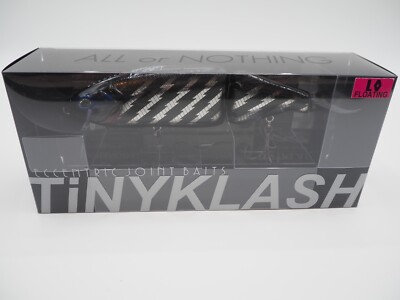 ALL or NOTHING
LO
FLOATING
ECCENTRIC JOINT BAITS
TiNYKLASH